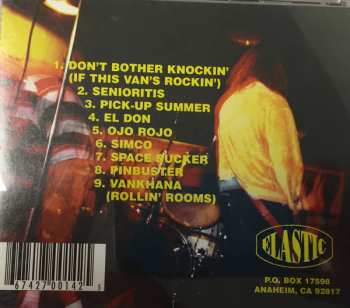 1. DON'T BOTHER KNOCKIN'
(IF THIS VAN'S ROCKIN')
2. SENIORITIS
3. PICK-UP SUMMER
4. EL DON
5. OJO ROJO
6. SIMCO
7. SPACE SUCKER
8. PINBUSTER
9. VANKHANA
(ROLLIN' ROOMS)
ELASTIC
P.O. BOX 17598
ANAHEIM, CA 92817
67427 00142 5